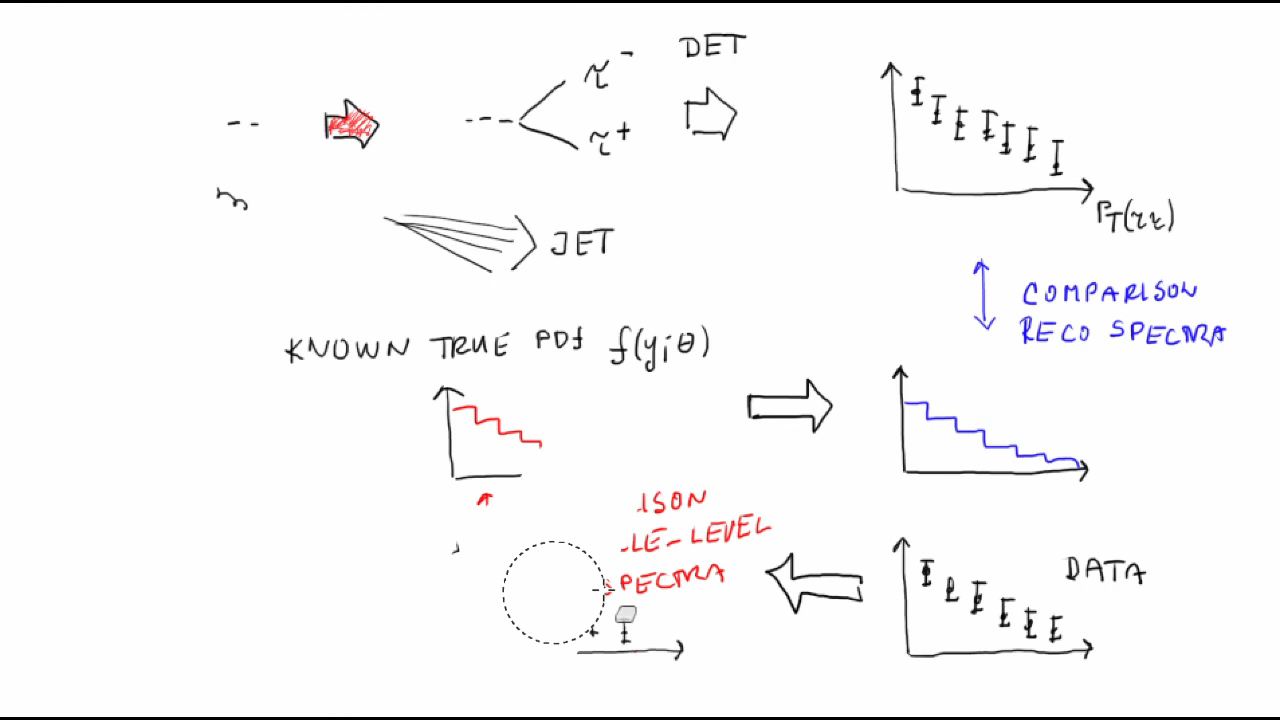 τ⁻
DET
τ⁺
P_T(ττ)
JET
COMPARISON
RECO SPECTRA
KNOWN TRUE PDf f(y;θ)
ISON
LE-LEVEL
PECTRA
DATA